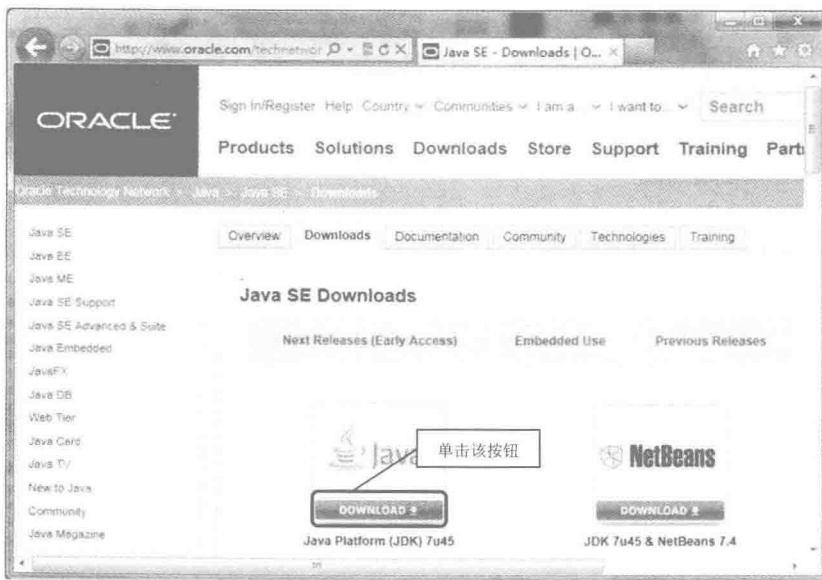 http://www.oracle.com/technetwor
Java SE - Downloads | O...
ORACLE
Sign In/Register Help Country Communities I am a... I want to... Search
Products Solutions Downloads Store Support Training Part
Oracle Technology Network > Java > Java SE > Downloads
Java SE
Java EE
Java ME
Java SE Support
Java SE Advanced & Suite
Java Embedded
JavaFX
Java DB
Web Tier
Java Card
Java TV
New to Java
Community
Java Magazine
Overview Downloads Documentation Community Technologies Training
Java SE Downloads
Next Releases (Early Access) Embedded Use Previous Releases
Java
单击该按钮
NetBeans
DOWNLOAD
DOWNLOAD
Java Platform (JDK) 7u45
JDK 7u45 & NetBeans 7.4